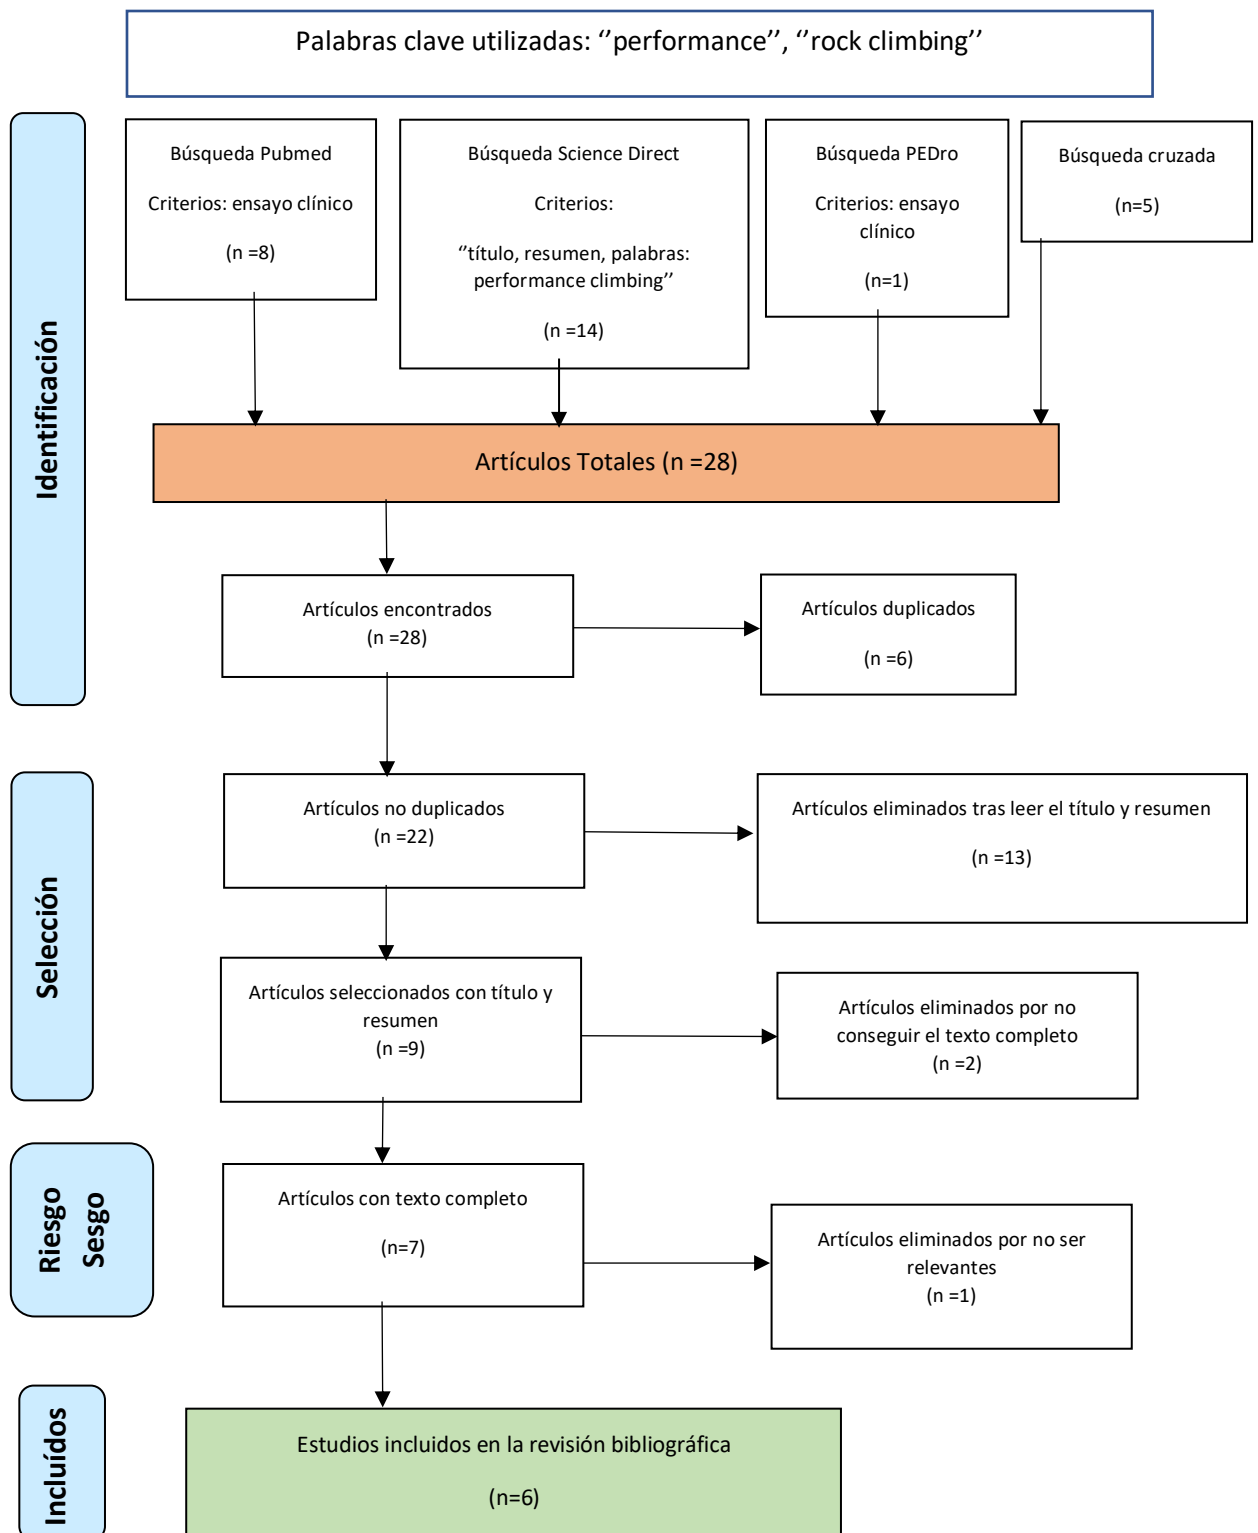 Palabras clave utilizadas: ‘’performance’’, ‘’rock climbing’’
Identificación
Búsqueda Pubmed
Criterios: ensayo clínico
(n =8)
Búsqueda Science Direct
Criterios:
‘’título, resumen, palabras:
performance climbing’’
(n =14)
Búsqueda PEDro
Criterios: ensayo
clínico
(n=1)
Búsqueda cruzada
(n=5)
Artículos Totales (n =28)
Artículos encontrados
(n =28)
Artículos duplicados
(n =6)
Selección
Artículos no duplicados
(n =22)
Artículos eliminados tras leer el título y resumen
(n =13)
Artículos seleccionados con título y
resumen
(n =9)
Artículos eliminados por no
conseguir el texto completo
(n =2)
Riesgo
Sesgo
Artículos con texto completo
(n=7)
Artículos eliminados por no ser
relevantes
(n =1)
Incluídos
Estudios incluidos en la revisión bibliográfica
(n=6)